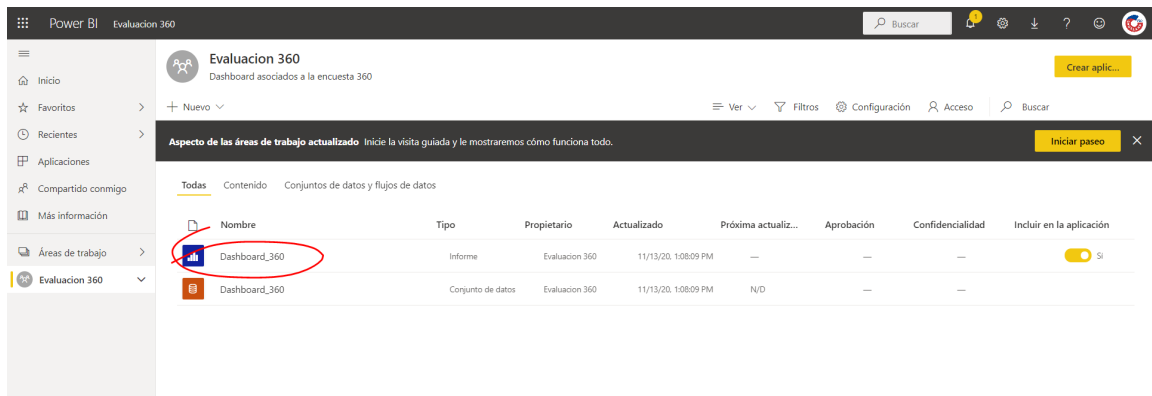 Power BI Evaluacion 360 Buscar 1 ?
Evaluacion 360
Dashboard asociados a la encuesta 360
Crear aplic...
Inicio
Favoritos
Recientes
Aplicaciones
Compartido conmigo
Más información
Áreas de trabajo
Evaluacion 360
Nuevo Ver Filtros Configuración Acceso Buscar
Aspecto de las áreas de trabajo actualizado Inicie la visita guiada y le mostraremos cómo funciona todo. Iniciar paseo
Todas Contenido Conjuntos de datos y flujos de datos
Nombre Tipo Propietario Actualizado Próxima actualiz... Aprobación Confidencialidad Incluir en la aplicación
Dashboard_360 Informe Evaluacion 360 11/13/20, 1:08:09 PM — — — Sí
Dashboard_360 Conjunto de datos Evaluacion 360 11/13/20, 1:08:09 PM N/D — —